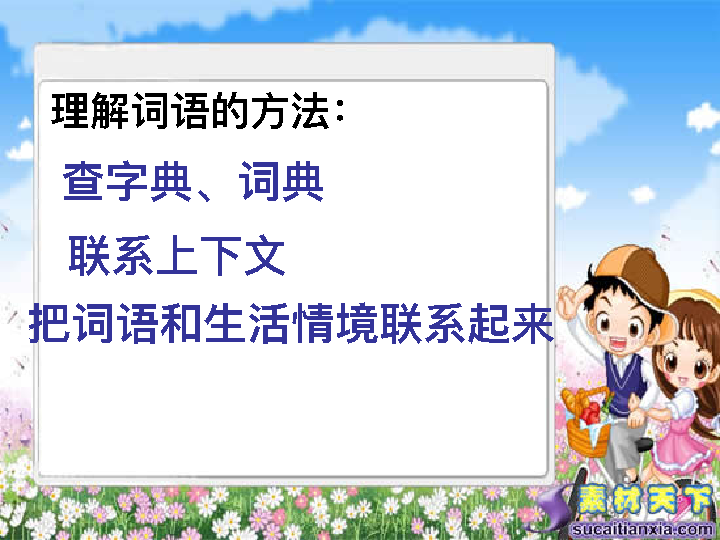 理解词语的方法：
查字典、词典
联系上下文
把词语和生活情境联系起来
素材天下
sucaitianxia.com